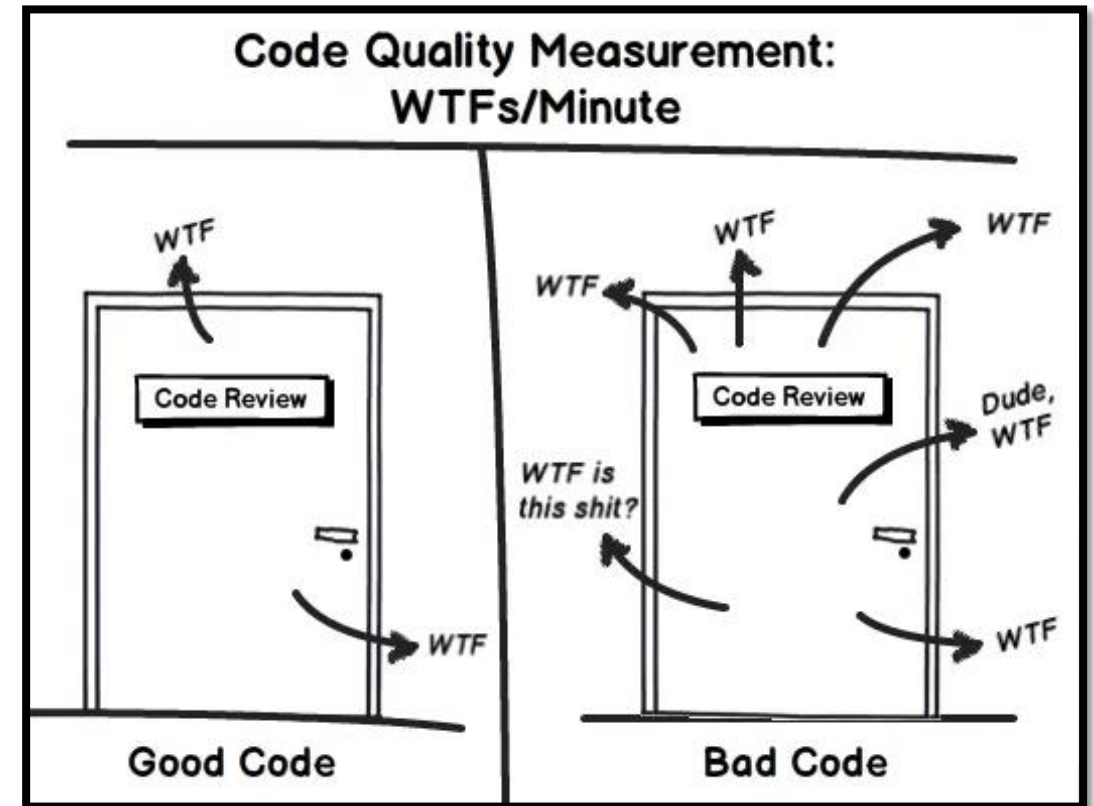 Code Quality Measurement:
WTFs/Minute
WTF
Code Review
WTF
Good Code
WTF
WTF
WTF
Code Review
Dude,
WTF
WTF is
this shit?
WTF
Bad Code